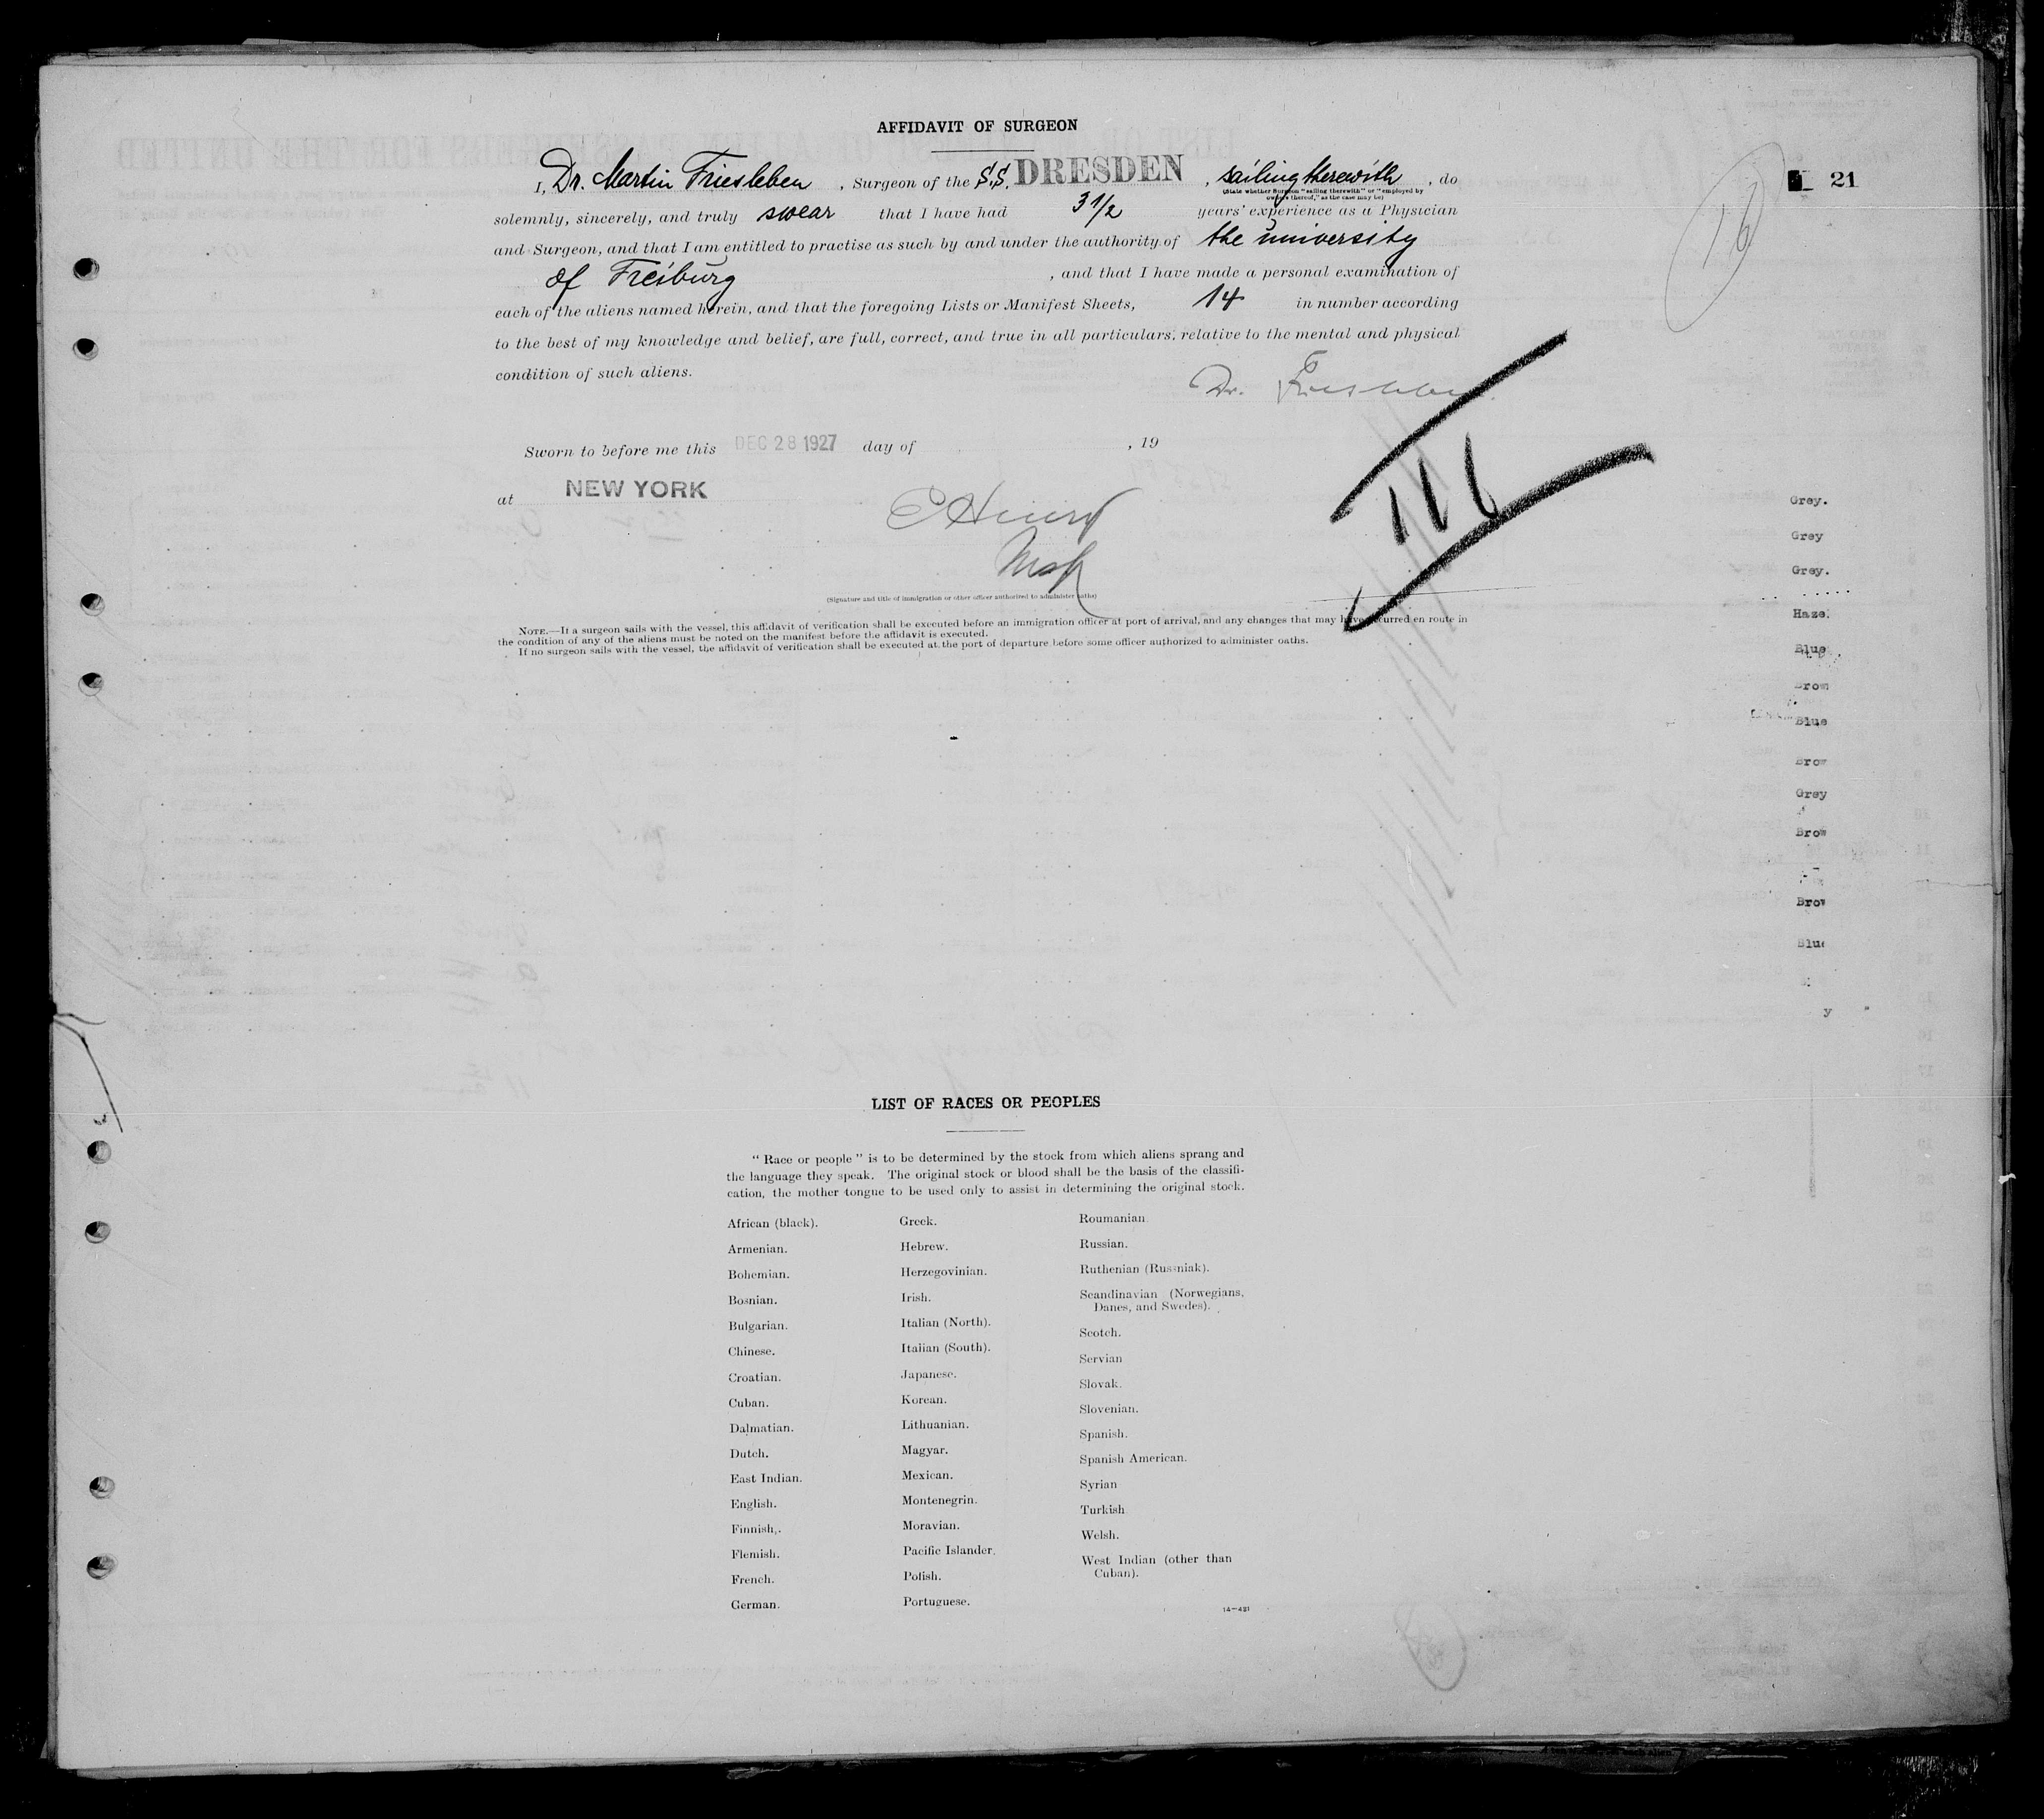 AFFIDAVIT OF SURGEON
I, Dr. Martin Friesleben, Surgeon of the S.S. DRESDEN, sailing therewith, do
(State whether Surgeon "sailing therewith" or "employed by
owners thereof," as the case may be)
solemnly, sincerely, and truly swear that I have had 3 1/2 years' experience as a Physician
and Surgeon, and that I am entitled to practise as such by and under the authority of the university
of Freiburg, and that I have made a personal examination of
each of the aliens named herein, and that the foregoing Lists or Manifest Sheets, 14 in number according
to the best of my knowledge and belief, are full, correct, and true in all particulars, relative to the mental and physical
condition of such aliens.
Dr. Friesleben.
Sworn to before me this DEC 28 1927 day of , 19
at NEW YORK
(Signature and title of immigration or other officer authorized to administer oaths)
NOTE.—If a surgeon sails with the vessel, this affidavit of verification shall be executed before an immigration officer at port of arrival, and any changes that may have occurred en route in
the condition of any of the aliens must be noted on the manifest before the affidavit is executed.
If no surgeon sails with the vessel, the affidavit of verification shall be executed at the port of departure before some officer authorized to administer oaths.
21
16
116
Grey.
Grey
Grey.
Haze.
Blue
Brow
Blue
Brow
Grey
Brow
Brow
Blue
y
LIST OF RACES OR PEOPLES
"Race or people" is to be determined by the stock from which aliens sprang and
the language they speak. The original stock or blood shall be the basis of the classifi-
cation, the mother tongue to be used only to assist in determining the original stock.
African (black).
Armenian.
Bohemian.
Bosnian.
Bulgarian.
Chinese.
Croatian.
Cuban.
Dalmatian.
Dutch.
East Indian.
English.
Finnish.
Flemish.
French.
German.
Greek.
Hebrew.
Herzegovinian.
Irish.
Italian (North).
Italian (South).
Japanese.
Korean.
Lithuanian.
Magyar.
Mexican.
Montenegrin.
Moravian.
Pacific Islander.
Polish.
Portuguese.
Roumanian
Russian.
Ruthenian (Russniak).
Scandinavian (Norwegians,
Danes, and Swedes).
Scotch.
Servian
Slovak.
Slovenian.
Spanish.
Spanish American.
Syrian
Turkish
Welsh.
West Indian (other than
Cuban).
14—421